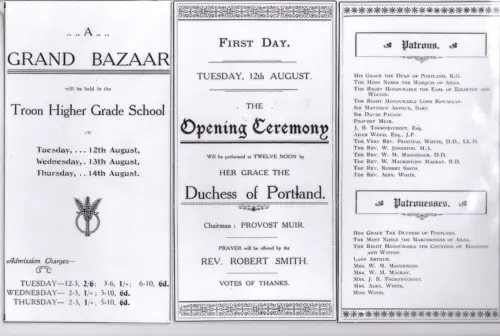 .. .. A .. ..
GRAND BAZAAR
will be held in the
Troon Higher Grade School
ON
Tuesday, ... 12th August,
Wednesday, .. 13th August,
Thursday, .. 14th August.
Admission Charges—
TUESDAY—12-3, 2/6; 3-6, 1/-; 6-10, 6d.
WEDNESDAY— 2-5, 1/-; 5-10, 6d.
THURSDAY— 2-5, 1/-; 5-10, 6d.
FIRST DAY.
TUESDAY, 12th AUGUST.
THE
Opening Ceremony
Will be performed at TWELVE NOON by
HER GRACE THE
Duchess of Portland.
Chairman : PROVOST MUIR.
PRAYER will be offered by the
REV. ROBERT SMITH.
VOTES OF THANKS.
Patrons.
HIS GRACE THE DUKE OF PORTLAND, K.G.
THE MOST NOBLE THE MARQUIS OF AILSA.
THE RIGHT HONOURABLE THE EARL OF EGLINTON AND
WINTON.
THE RIGHT HONOURABLE LORD ROWALLAN.
SIR MATTHEW ARTHUR, BART.
SIR DAVID
PROVOST MUIR.
ESQ.
ADAM WOOD, ESQ., J.P.
THE VERY REV. PRINCIPAL WHYTE, D.D., LL.D.
THE REV. W. JOHNSTON, M.A.
THE REV. W. M. D.D.
THE REV. W. MACKINTOSH MACKAY, B.D.
THE REV. ROBERT SMITH.
THE REV. ALEX. WHITE.
Patronesses.
HER GRACE THE DUCHESS OF PORTLAND.
THE MOST NOBLE THE MARCHIONESS OF AILSA.
THE RIGHT HONOURABLE THE COUNTESS OF EGLINTON
AND WINTON.
LADY ARTHUR.
MRS. W. M.
MRS. W. M. MACKAY.
MRS. J. B.
MRS. ALEX. WHITE.
MISS WOOD.